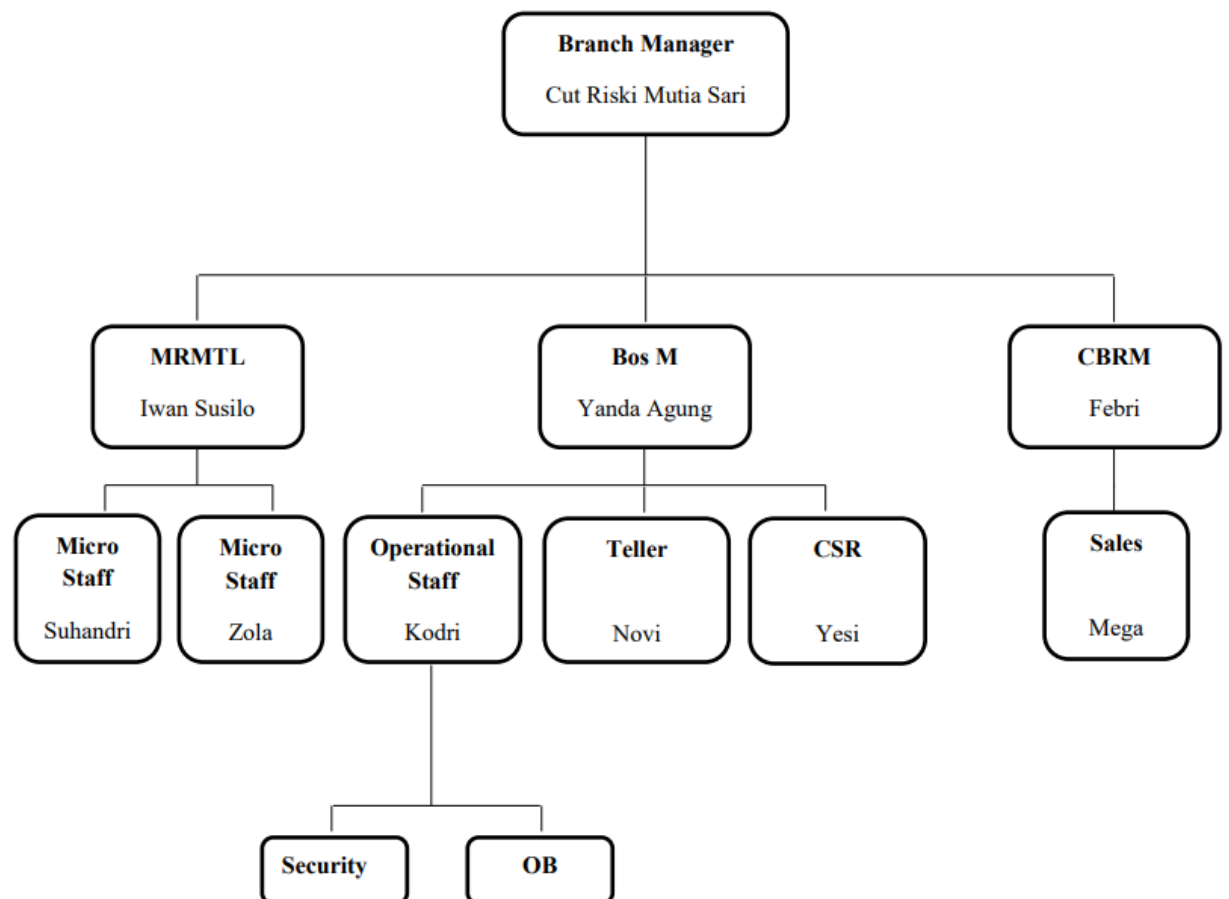 Branch Manager
Cut Riski Mutia Sari
MRMTL
Iwan Susilo
Bos M
Yanda Agung
CBRM
Febri
Micro
Staff
Suhandri
Micro
Staff
Zola
Operational
Staff
Kodri
Teller
Novi
CSR
Yesi
Sales
Mega
Security
OB